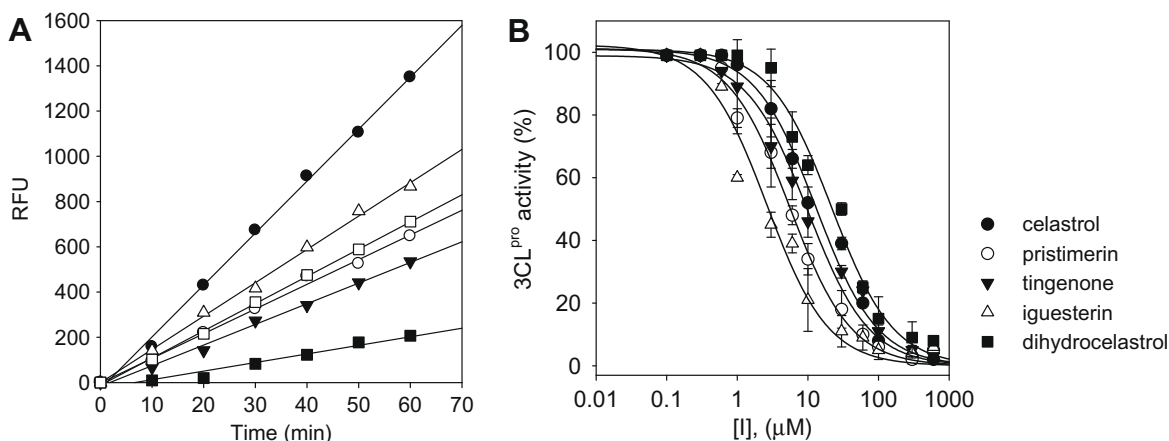 A
RFU
1600
1400
1200
1000
800
600
400
200
0
0 10 20 30 40 50 60 70
Time (min)
B
3CLᵖʳᵒ activity (%)
100
80
60
40
20
0
0.01 0.1 1 10 100 1000
[I], (μM)
celastrol
pristimerin
tingenone
iguesterin
dihydrocelastrol